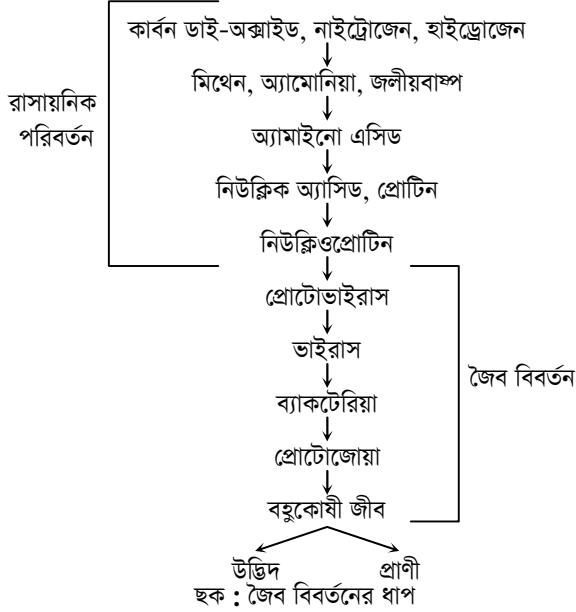 কার্বন ডাই-অক্সাইড, নাইট্রোজেন, হাইড্রোজেন
মিথেন, অ্যামোনিয়া, জলীয়বাষ্প
রাসায়নিক
পরিবর্তন
অ্যামাইনো এসিড
নিউক্লিক অ্যাসিড, প্রোটিন
নিউক্লিওপ্রোটিন
প্রোটোভাইরাস
ভাইরাস
জৈব বিবর্তন
ব্যাকটেরিয়া
প্রোটোজোয়া
বহুকোষী জীব
উদ্ভিদ প্রাণী
ছক : জৈব বিবর্তনের ধাপ